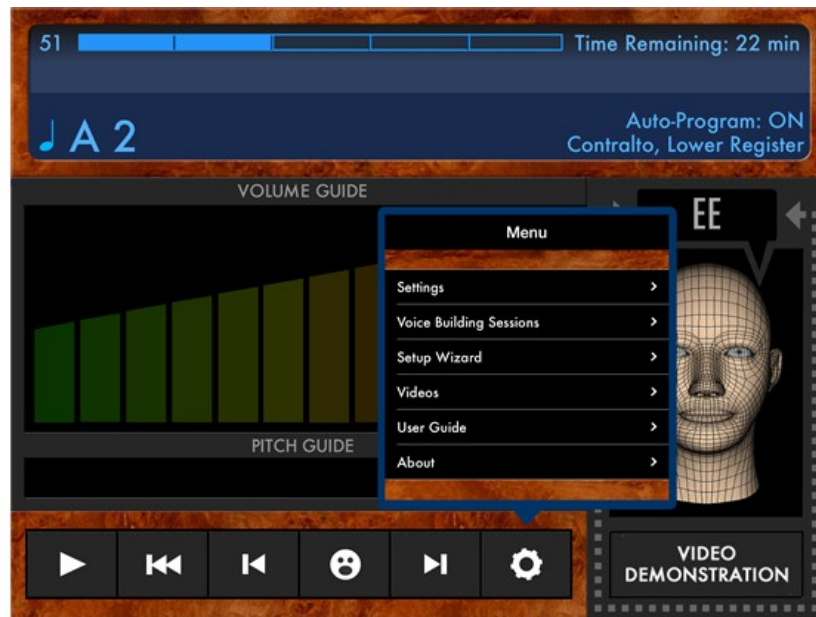 51
Time Remaining: 22 min
A 2
Auto-Program: ON
Contralto, Lower Register
VOLUME GUIDE
EE
Menu
Settings
Voice Building Sessions
Setup Wizard
Videos
User Guide
About
PITCH GUIDE
VIDEO
DEMONSTRATION